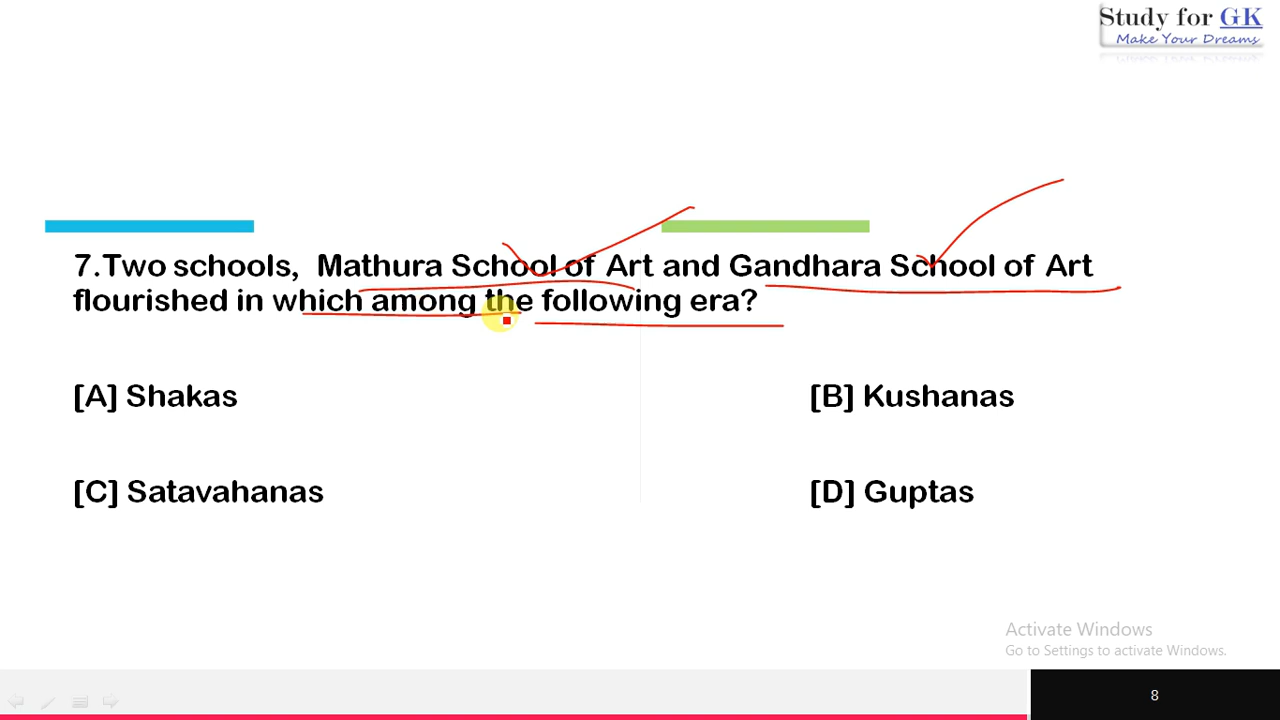 Study for GK
Make Your Dreams
7.Two schools, Mathura School of Art and Gandhara School of Art
flourished in which among the following era?
[A] Shakas
[B] Kushanas
[C] Satavahanas
[D] Guptas
Activate Windows
Go to Settings to activate Windows.
8